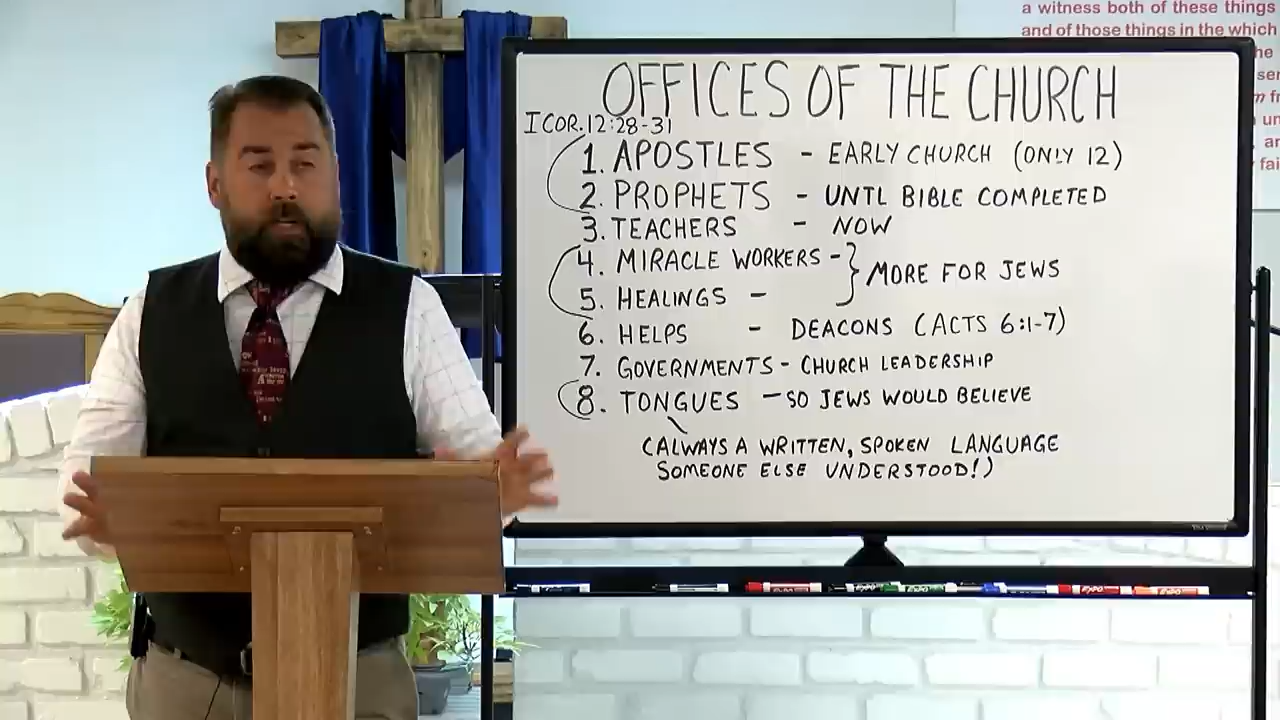 a witness both of these things
and of those things in the which
OFFICES OF THE CHURCH
I COR. 12:28-31
1. APOSTLES - EARLY CHURCH (ONLY 12)
2. PROPHETS - UNTL BIBLE COMPLETED
3. TEACHERS - NOW
4. MIRACLE WORKERS -
MORE FOR JEWS
5. HEALINGS -
6. HELPS - DEACONS (ACTS 6:1-7)
7. GOVERNMENTS - CHURCH LEADERSHIP
8. TONGUES - SO JEWS WOULD BELIEVE
(ALWAYS A WRITTEN, SPOKEN LANGUAGE
SOMEONE ELSE UNDERSTOOD!)